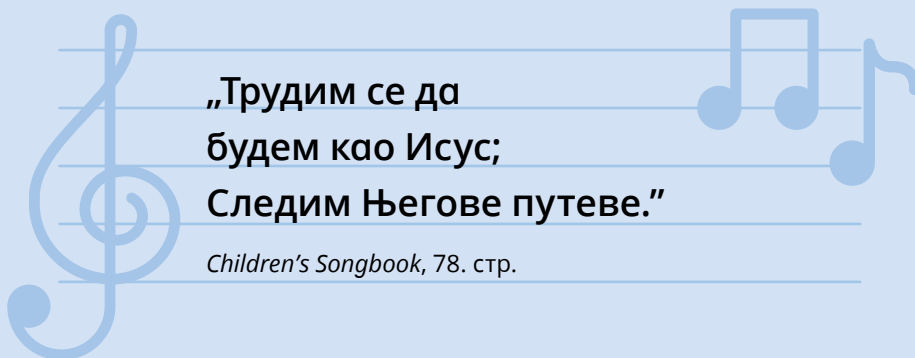 „Трудим се да
будем као Исус;
Следим Његове путеве.”
Children’s Songbook, 78. стр.